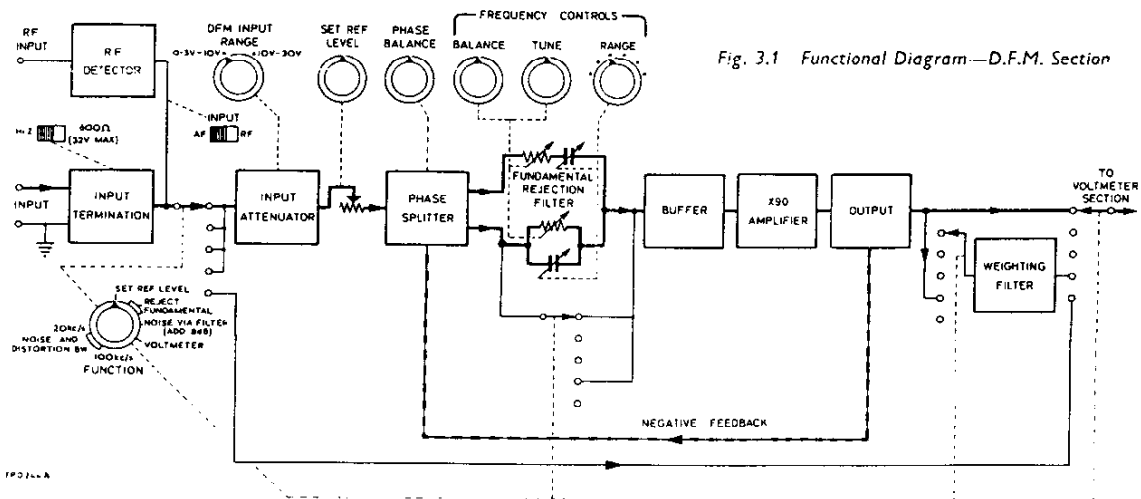 FREQUENCY CONTROLS
RF INPUT
RF DETECTOR
DFM INPUT RANGE
0·3V-10V
10V-30V
SET REF LEVEL
PHASE BALANCE
BALANCE
TUNE
RANGE
Fig. 3.1 Functional Diagram—D.F.M. Section
HI Z
600Ω (32V MAX)
INPUT
AF
RF
INPUT
INPUT TERMINATION
INPUT ATTENUATOR
PHASE SPLITTER
FUNDAMENTAL REJECTION FILTER
BUFFER
X90 AMPLIFIER
OUTPUT
TO VOLTMETER SECTION
WEIGHTING FILTER
SET REF LEVEL
REJECT FUNDAMENTAL
NOISE VIA FILTER (ADD 8dB)
VOLTMETER
20kc/s
NOISE AND DISTORTION BW
100kc/s
FUNCTION
NEGATIVE FEEDBACK